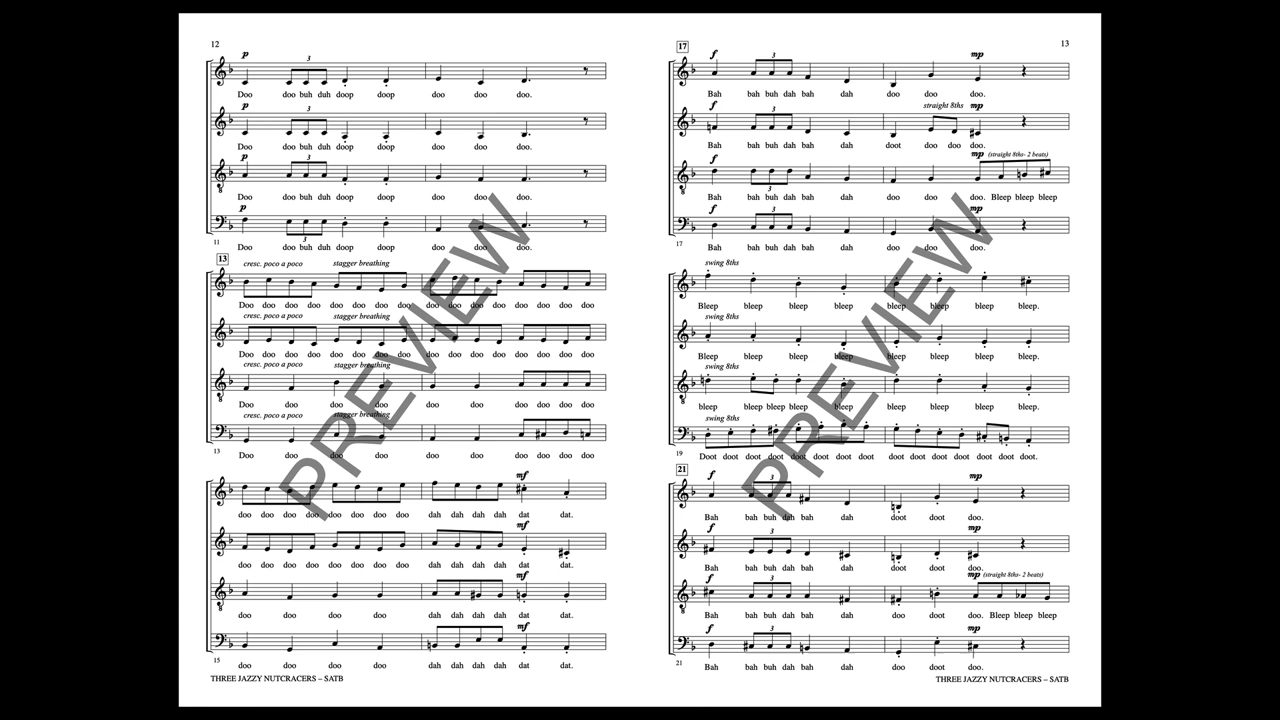 12
p
3
Doo doo buh duh doop doop doo doo doo.
p
3
Doo doo buh duh doop doop doo doo doo.
p
3
Doo doo buh duh doop doop doo doo doo.
p
3
11
Doo doo buh duh doop doop doo doo doo.
13
cresc. poco a poco stagger breathing
Doo doo doo doo doo doo doo doo doo doo doo doo doo doo doo doo
cresc. poco a poco stagger breathing
Doo doo doo doo doo doo doo doo doo doo doo doo doo doo doo doo
cresc. poco a poco stagger breathing
Doo doo doo doo doo doo doo doo doo doo
cresc. poco a poco stagger breathing
13
Doo doo doo doo doo doo doo doo doo doo
mf
doo doo doo doo doo doo doo doo dah dah dah dah dat dat.
mf
doo doo doo doo doo doo doo doo dah dah dah dah dat dat.
mf
doo doo doo doo dah dah dah dah dat dat.
mf
15
doo doo doo doo dah dah dah dah dat dat.
THREE JAZZY NUTCRACERS – SATB
PREVIEW
13
17
f 3 mp
Bah bah buh dah bah dah doo doo doo.
f 3 straight 8ths mp
Bah bah buh dah bah dah doot doo doo doo.
f 3 mp (straight 8ths- 2 beats)
Bah bah buh dah bah dah doo doo doo. Bleep bleep bleep
f 3 mp
17
Bah bah buh dah bah dah doo doo doo.
swing 8ths
Bleep bleep bleep bleep bleep bleep bleep bleep.
swing 8ths
Bleep bleep bleep bleep bleep bleep bleep bleep.
swing 8ths
bleep bleep bleep bleep bleep bleep bleep bleep bleep.
swing 8ths
19
Doot doot doot doot doot doot doot doot doot doot doot doot doot doot doot.
21
f 3 mp
Bah bah buh dah bah dah doot doot doo.
f 3 mp
Bah bah buh dah bah dah doot doot doo.
f 3 mp (straight 8ths- 2 beats)
Bah bah buh dah bah dah doot doot doo. Bleep bleep bleep
f 3 mp
21
Bah bah buh dah bah dah doo doot doo.
THREE JAZZY NUTCRACERS – SATB
PREVIEW